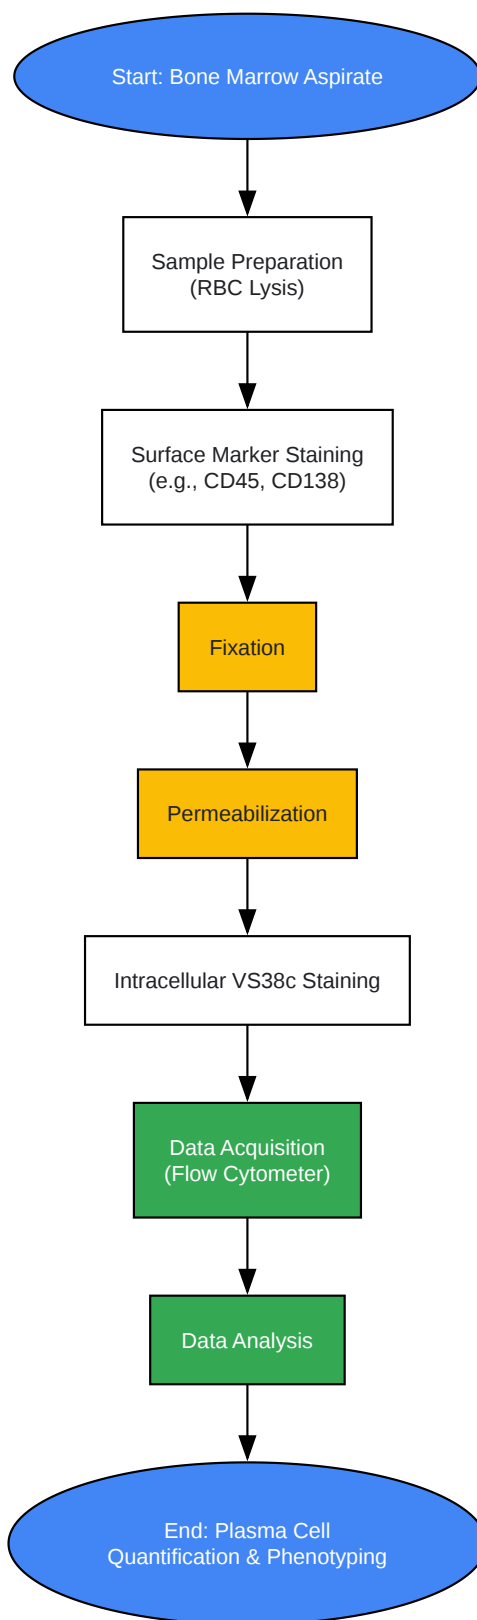 Start: Bone Marrow Aspirate
Sample Preparation
(RBC Lysis)
Surface Marker Staining
(e.g., CD45, CD138)
Fixation
Permeabilization
Intracellular VS38c Staining
Data Acquisition
(Flow Cytometer)
Data Analysis
End: Plasma Cell
Quantification & Phenotyping